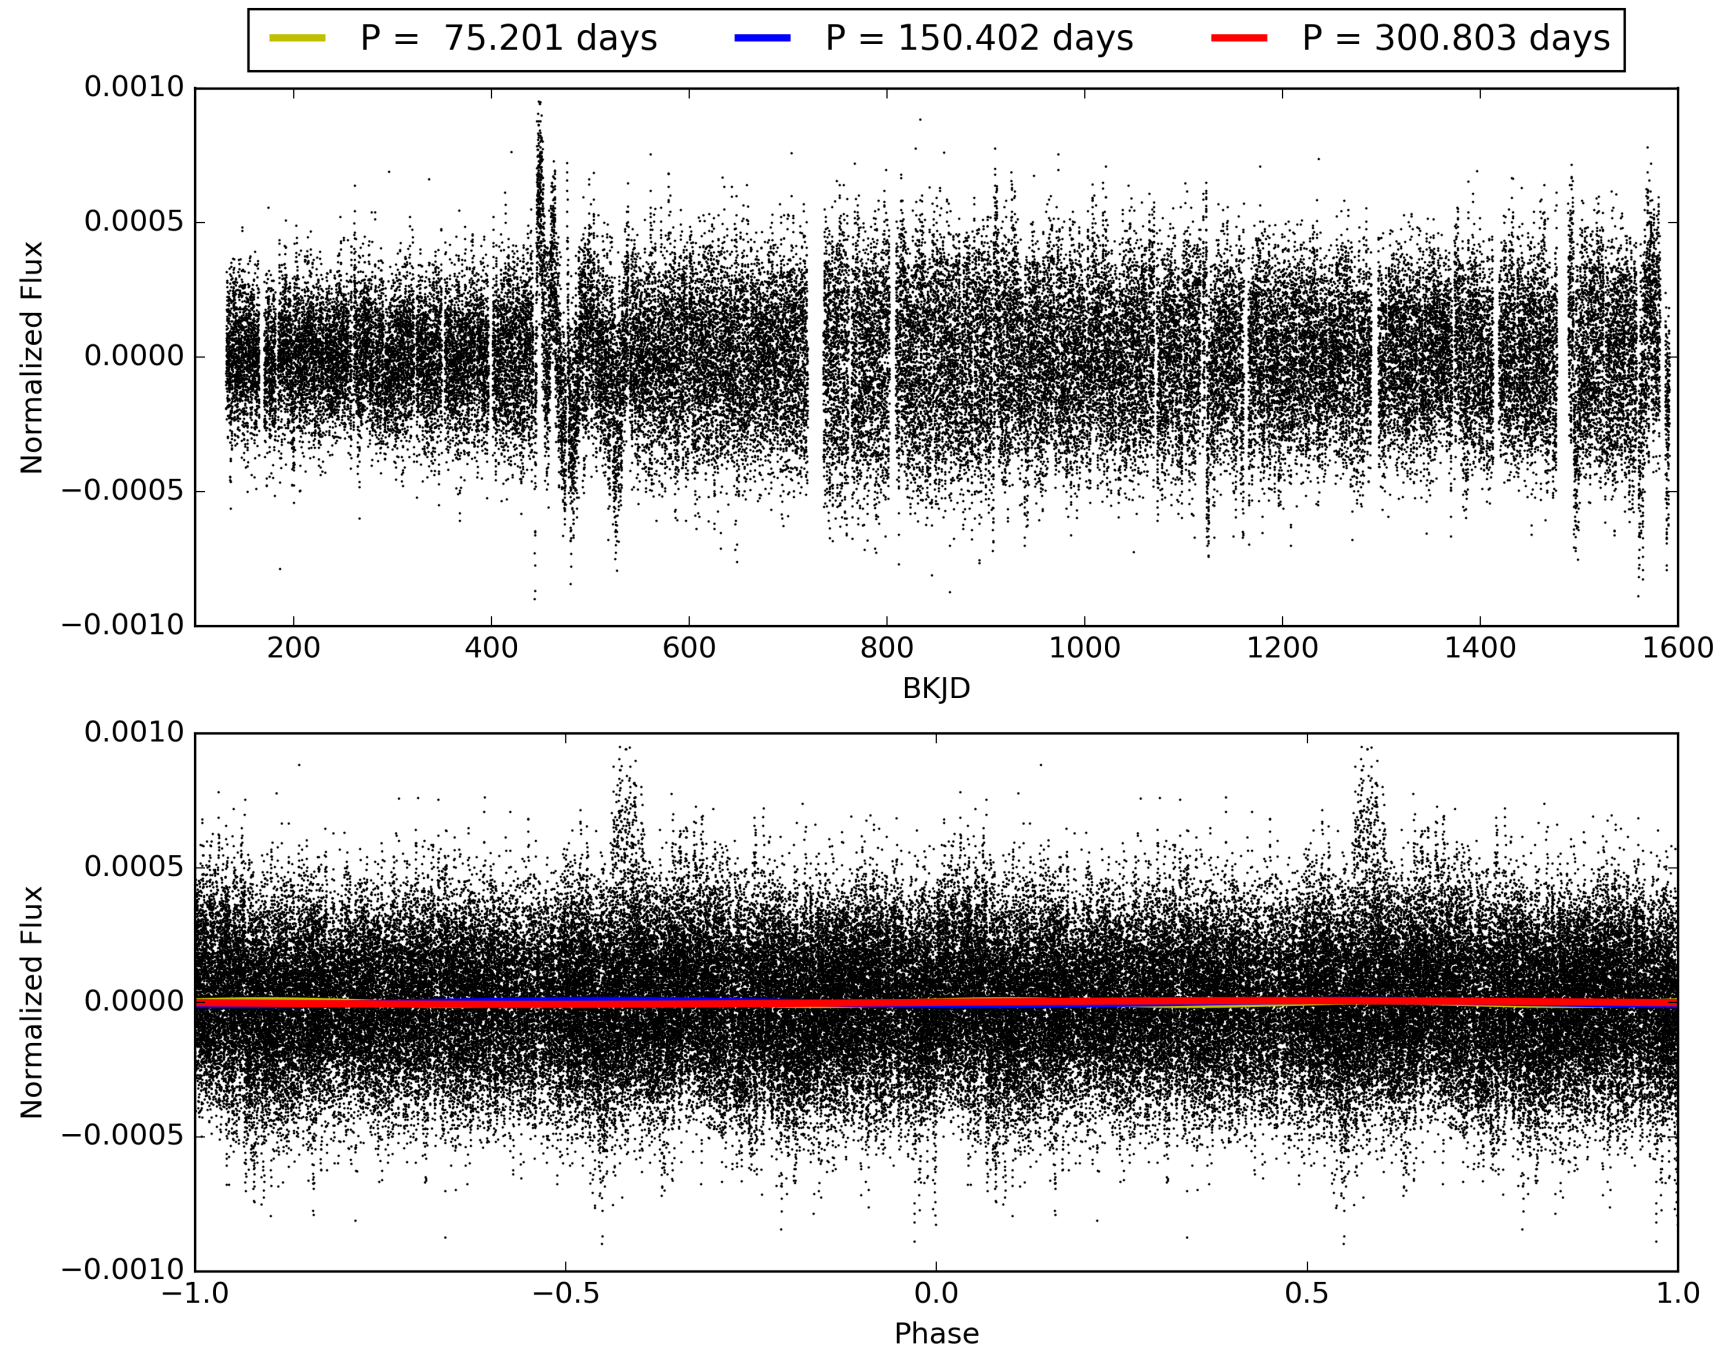 P =  75.201 days P = 150.402 days P = 300.803 days
0.0010
0.0005
0.0000
−0.0005
−0.0010
Normalized Flux
200 400 600 800 1000 1200 1400 1600
BKJD
0.0010
0.0005
0.0000
−0.0005
−0.0010
Normalized Flux
−1.0 −0.5 0.0 0.5 1.0
Phase